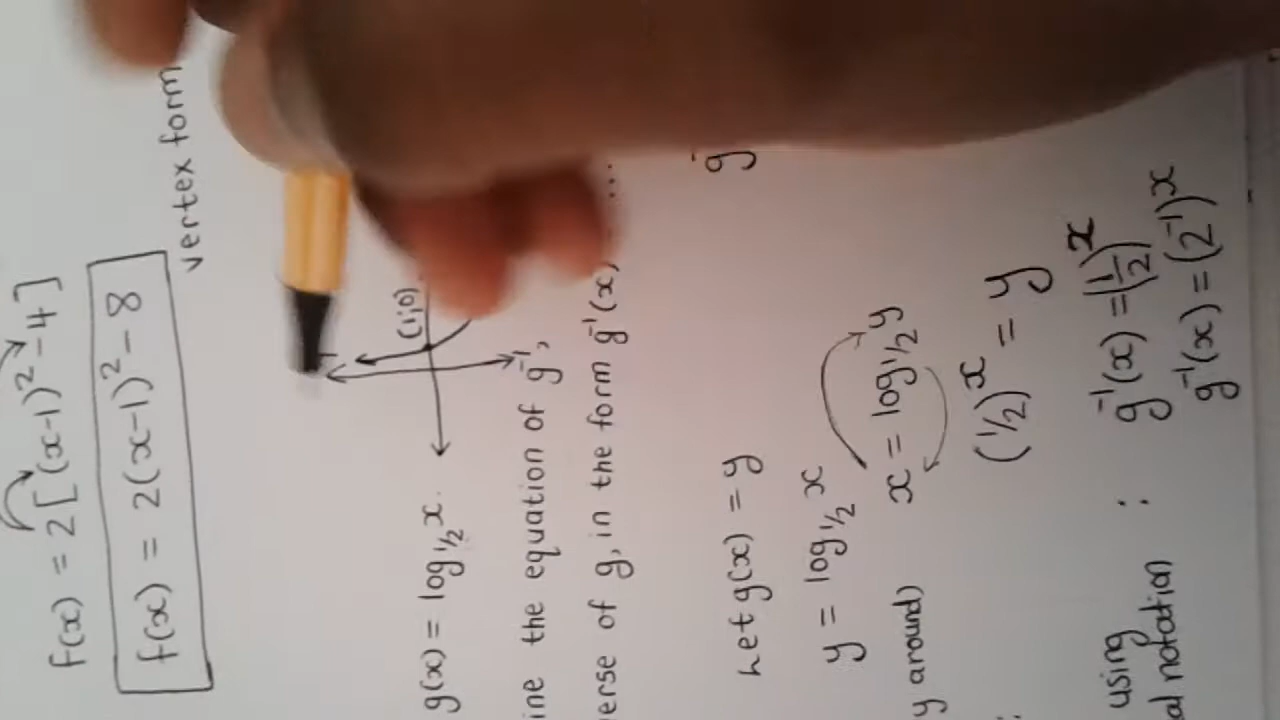 f(x) = 2[(x-1)² - 4]
f(x) = 2(x-1)² - 8
vertex form
(1;0)
g(x) = log½ x.
ine the equation of g⁻¹,
erse of g, in the form g⁻¹(x) ...
Let g(x) = y
y = log½ x
y around) x = log½ y
(½)ˣ = y
using : g⁻¹(x) = (1/2)ˣ
al notation g⁻¹(x) = (2⁻¹)ˣ